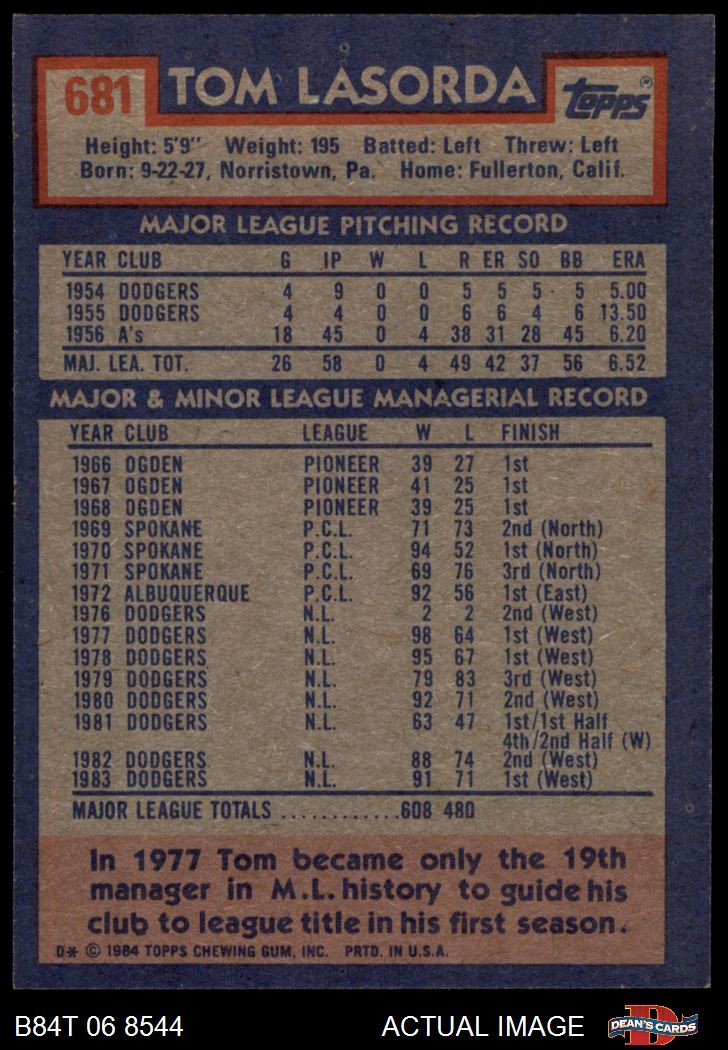 681 TOM LASORDA Topps®
Height: 5'9" Weight: 195 Batted: Left Threw: Left
Born: 9-22-27, Norristown, Pa. Home: Fullerton, Calif.
MAJOR LEAGUE PITCHING RECORD
YEAR CLUB G IP W L R ER SO BB ERA
1954 DODGERS 4 9 0 0 5 5 5 5 5.00
1955 DODGERS 4 4 0 0 6 6 4 6 13.50
1956 A's 18 45 0 4 38 31 28 45 6.20
MAJ. LEA. TOT. 26 58 0 4 49 42 37 56 6.52
MAJOR & MINOR LEAGUE MANAGERIAL RECORD
YEAR CLUB LEAGUE W L FINISH
1966 OGDEN PIONEER 39 27 1st
1967 OGDEN PIONEER 41 25 1st
1968 OGDEN PIONEER 39 25 1st
1969 SPOKANE P.C.L. 71 73 2nd (North)
1970 SPOKANE P.C.L. 94 52 1st (North)
1971 SPOKANE P.C.L. 69 76 3rd (North)
1972 ALBUQUERQUE P.C.L. 92 56 1st (East)
1976 DODGERS N.L. 2 2 2nd (West)
1977 DODGERS N.L. 98 64 1st (West)
1978 DODGERS N.L. 95 67 1st (West)
1979 DODGERS N.L. 79 83 3rd (West)
1980 DODGERS N.L. 92 71 2nd (West)
1981 DODGERS N.L. 63 47 1st/1st Half
4th/2nd Half (W)
1982 DODGERS N.L. 88 74 2nd (West)
1983 DODGERS N.L. 91 71 1st (West)
MAJOR LEAGUE TOTALS ............608 480
In 1977 Tom became only the 19th
manager in M.L. history to guide his
club to league title in his first season.
D* © 1984 TOPPS CHEWING GUM, INC. PRTD. IN U.S.A.
B84T 06 8544 ACTUAL IMAGE D DEAN'S CARDS